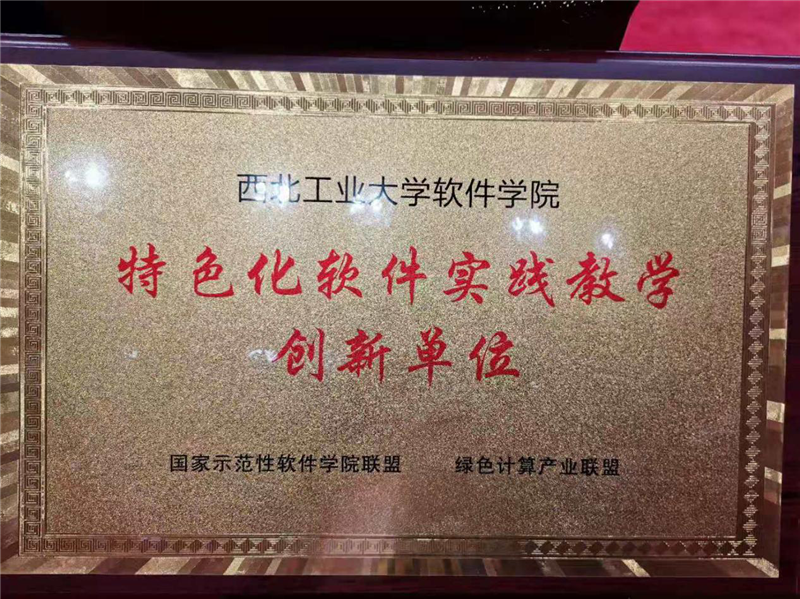 西北工业大学软件学院
特色化软件实践教学
创新单位
国家示范性软件学院联盟 绿色计算产业联盟